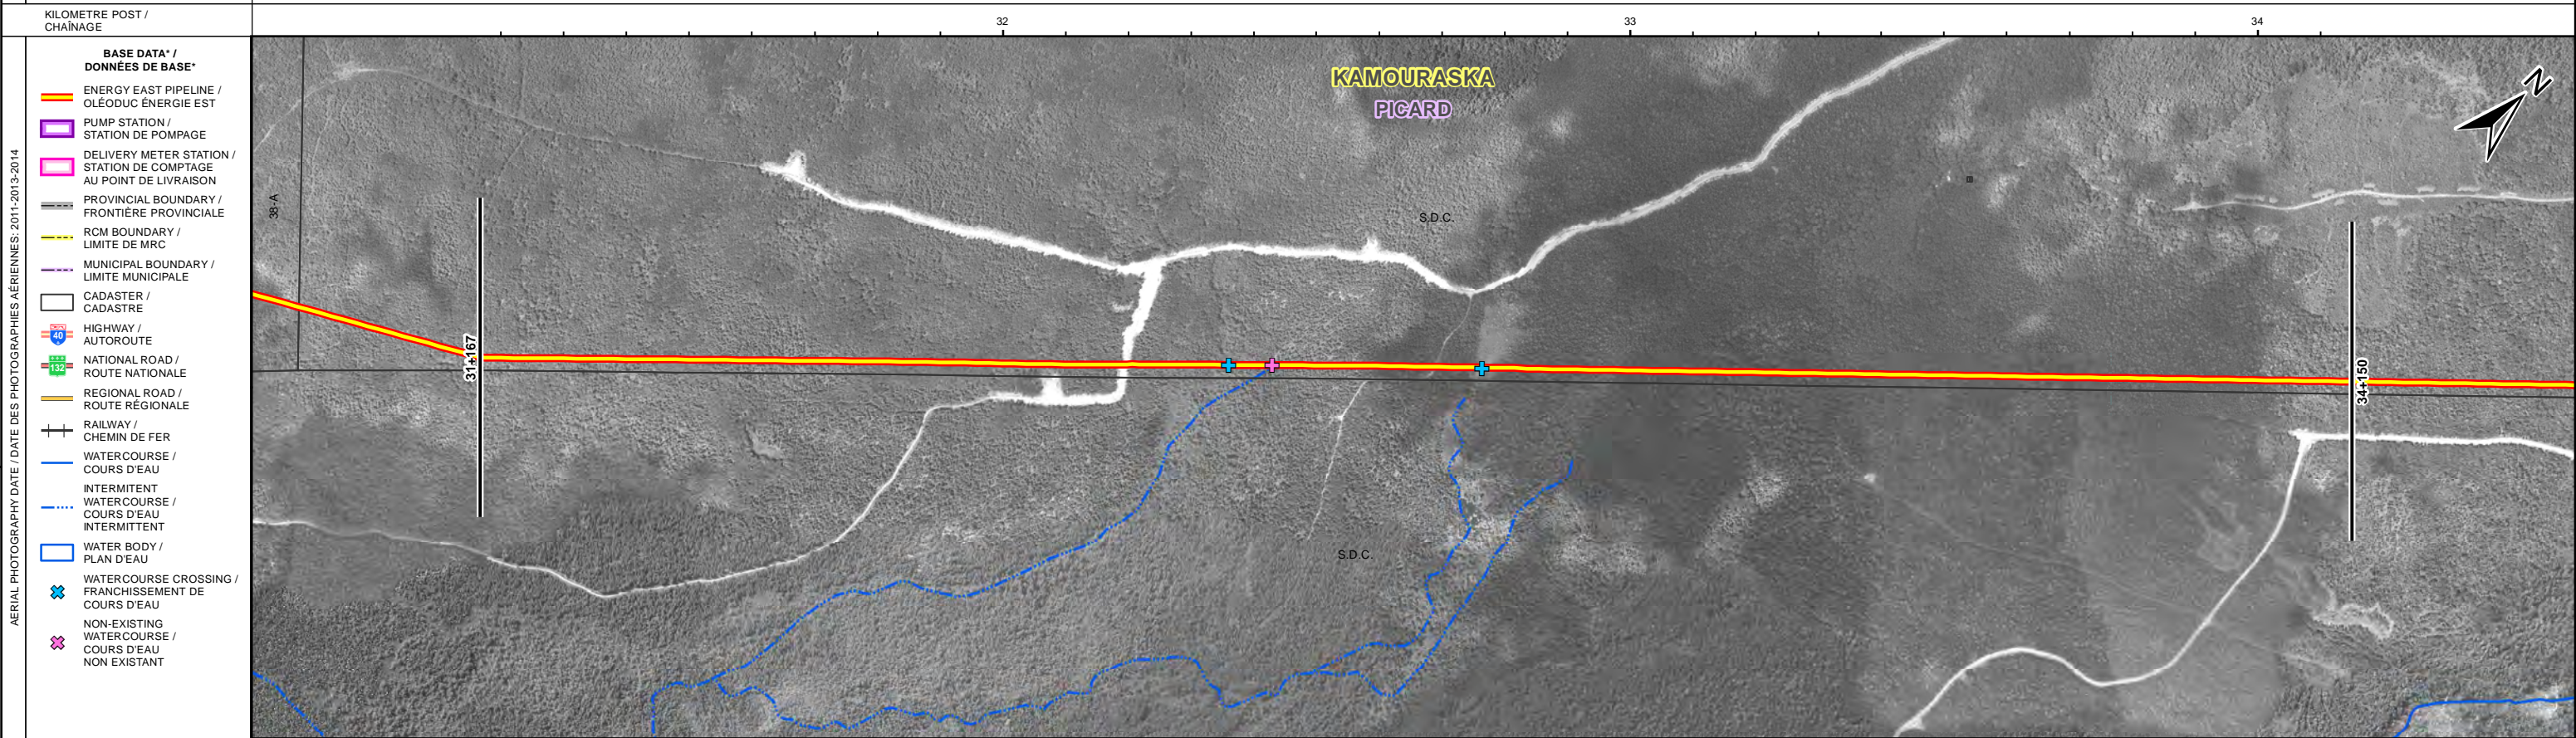 KILOMETRE POST /
CHAÎNAGE
32
33
34
AERIAL PHOTOGRAPHY DATE / DATE DES PHOTOGRAPHIES AÉRIENNES: 2011-2013-2014
BASE DATA* /
DONNÉES DE BASE*
ENERGY EAST PIPELINE /
OLÉODUC ÉNERGIE EST
PUMP STATION /
STATION DE POMPAGE
DELIVERY METER STATION /
STATION DE COMPTAGE
AU POINT DE LIVRAISON
PROVINCIAL BOUNDARY /
FRONTIÈRE PROVINCIALE
RCM BOUNDARY /
LIMITE DE MRC
MUNICIPAL BOUNDARY /
LIMITE MUNICIPALE
CADASTER /
CADASTRE
40
HIGHWAY /
AUTOROUTE
132
NATIONAL ROAD /
ROUTE NATIONALE
REGIONAL ROAD /
ROUTE RÉGIONALE
RAILWAY /
CHEMIN DE FER
WATERCOURSE /
COURS D'EAU
INTERMITENT
WATERCOURSE /
COURS D'EAU
INTERMITTENT
WATER BODY /
PLAN D'EAU
WATERCOURSE CROSSING /
FRANCHISSEMENT DE
COURS D'EAU
NON-EXISTING
WATERCOURSE /
COURS D'EAU
NON EXISTANT
KAMOURASKA
PICARD
N
38-A
S.D.C.
31+167
34+150
S.D.C.